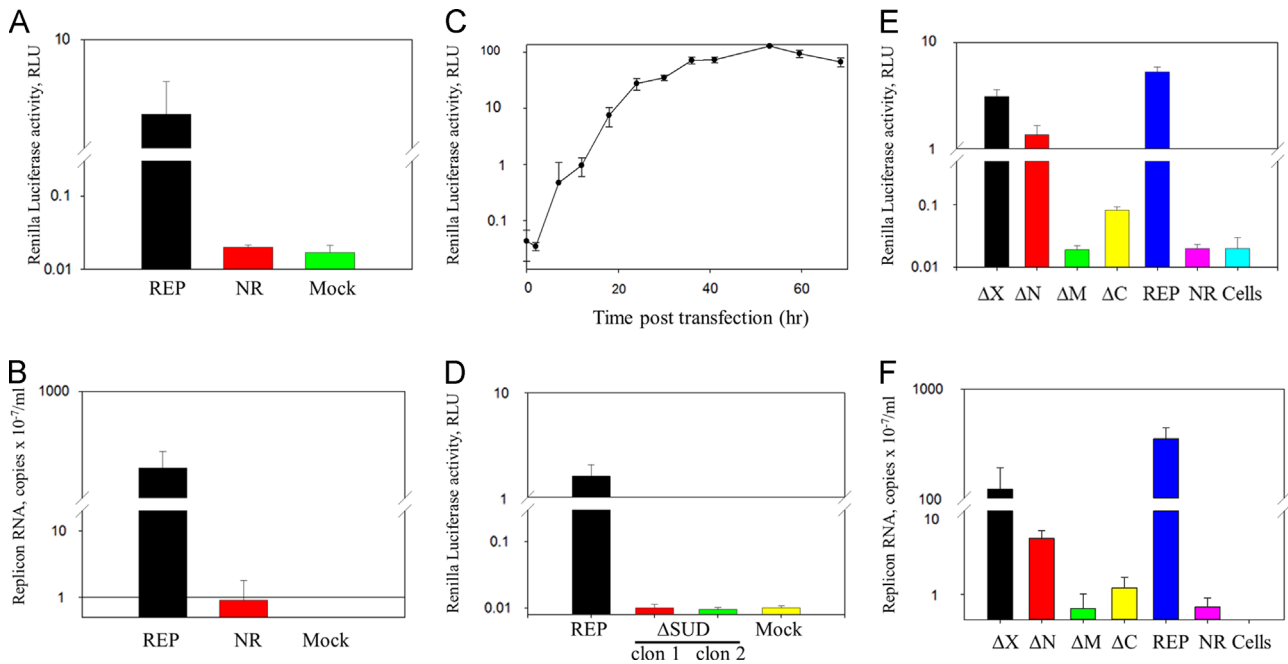 A
10
0.1
0.01
Renilla Luciferase activity, RLU
REP NR Mock
B
1000
10
1
Replicon RNA, copies x 10-7/ml
REP NR Mock
C
100
10
1
0.1
Renilla Luciferase activity, RLU
0 20 40 60
Time post transfection (hr)
D
10
1
0.1
0.01
Renilla Luciferase activity, RLU
REP ΔSUD Mock
clon 1 clon 2
E
10
1
0.1
0.01
Renilla Luciferase activity, RLU
ΔX ΔN ΔM ΔC REP NR Cells
F
1000
100
10
1
Replicon RNA, copies x 10-7/ml
ΔX ΔN ΔM ΔC REP NR Cells